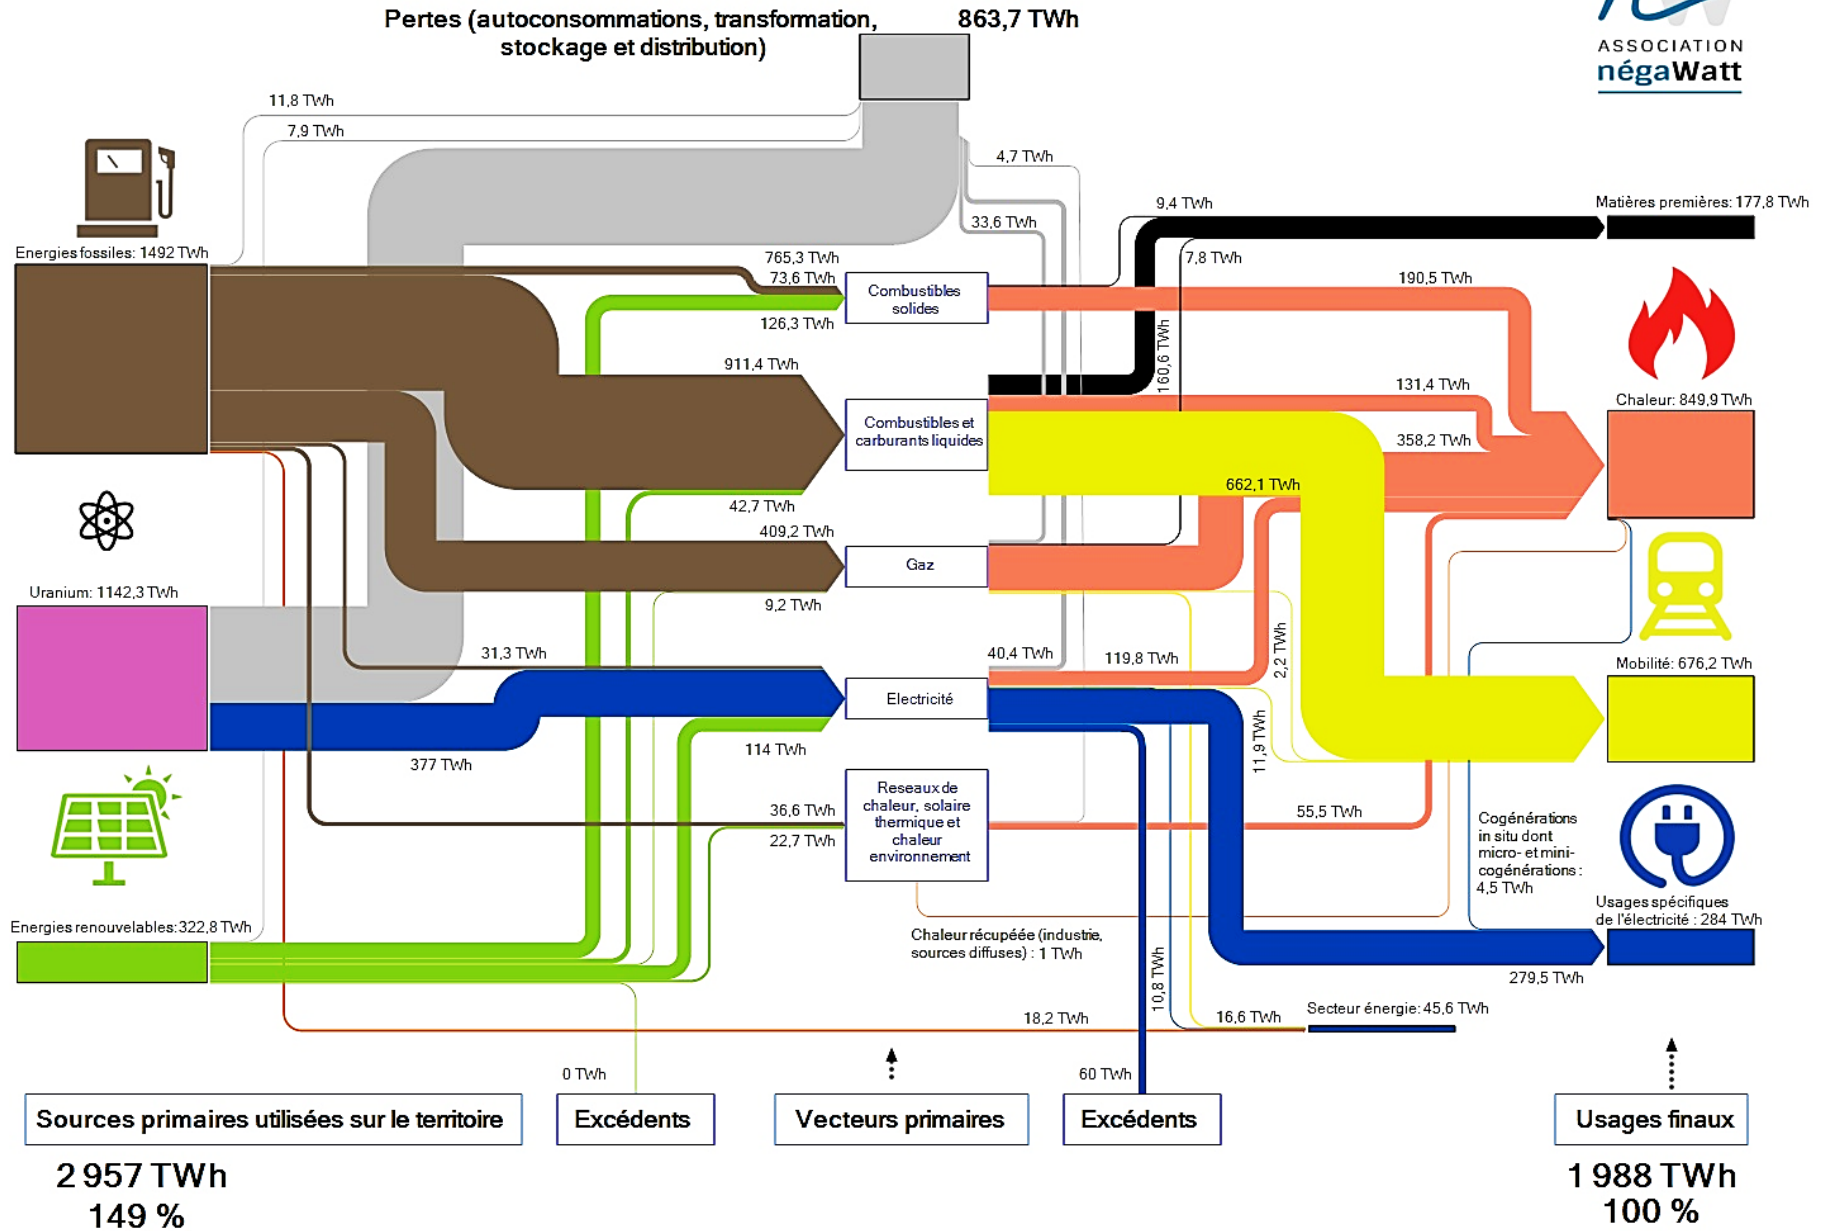 Pertes (autoconsommations, transformation, 863,7 TWh
stockage et distribution)
ASSOCIATION
négaWatt
11,8 TWh
7,9 TWh
4,7 TWh
33,6 TWh
9,4 TWh
7,8 TWh
Matières premières: 177,8 TWh
Energies fossiles: 1492 TWh
765,3 TWh
73,6 TWh
126,3 TWh
Combustibles
solides
190,5 TWh
160,6 TWh
911,4 TWh
131,4 TWh
Chaleur: 849,9 TWh
Combustibles et
carburants liquides
358,2 TWh
662,1 TWh
42,7 TWh
409,2 TWh
Gaz
9,2 TWh
Uranium: 1142,3 TWh
31,3 TWh
40,4 TWh
119,8 TWh
2,2 TWh
Mobilité: 676,2 TWh
Electricité
11,9 TWh
114 TWh
377 TWh
Reseaux de
chaleur, solaire
thermique et
chaleur
environnement
36,6 TWh
22,7 TWh
55,5 TWh
Cogénérations
in situ dont
micro- et mini-
cogénérations :
4,5 TWh
Usages spécifiques
de l'électricité : 284 TWh
Energies renouvelables: 322,8 TWh
Chaleur récupéée (industrie,
sources diffuses) : 1 TWh
10,8 TWh
279,5 TWh
18,2 TWh
16,6 TWh
Secteur énergie: 45,6 TWh
0 TWh
60 TWh
Sources primaires utilisées sur le territoire
Excédents
Vecteurs primaires
Excédents
Usages finaux
2 957 TWh
149 %
1 988 TWh
100 %